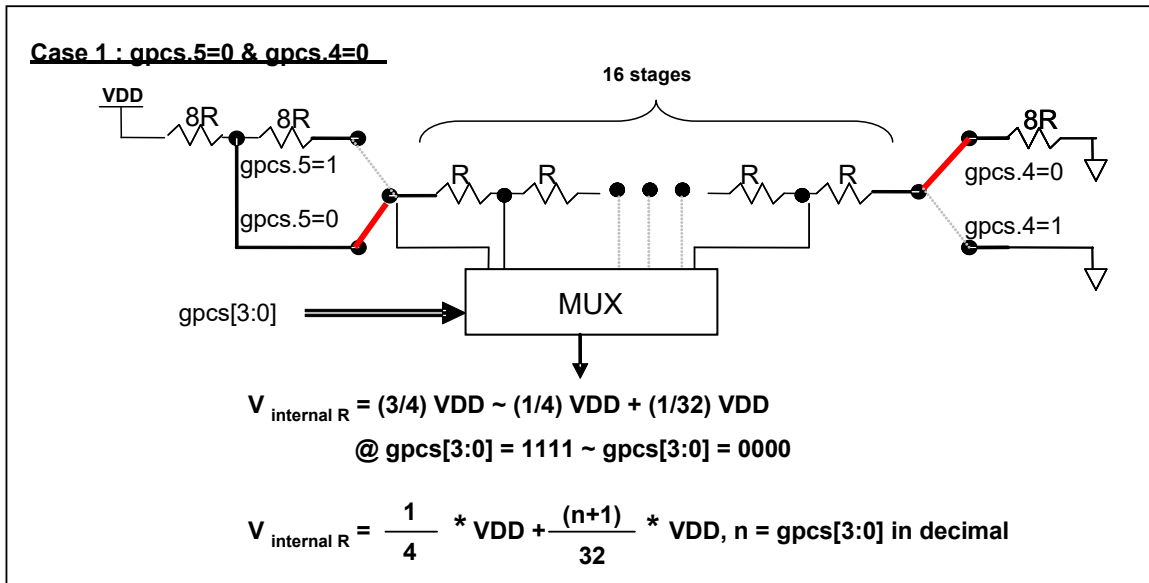 Case 1 : gpcs.5=0 & gpcs.4=0
16 stages
VDD
8R 8R 8R
gpcs.5=1
gpcs.4=0
R R R R
gpcs.5=0
gpcs.4=1
MUX
gpcs[3:0]
V internal R = (3/4) VDD ~ (1/4) VDD + (1/32) VDD
@ gpcs[3:0] = 1111 ~ gpcs[3:0] = 0000
V internal R = 1/4 * VDD + (n+1)/32 * VDD, n = gpcs[3:0] in decimal